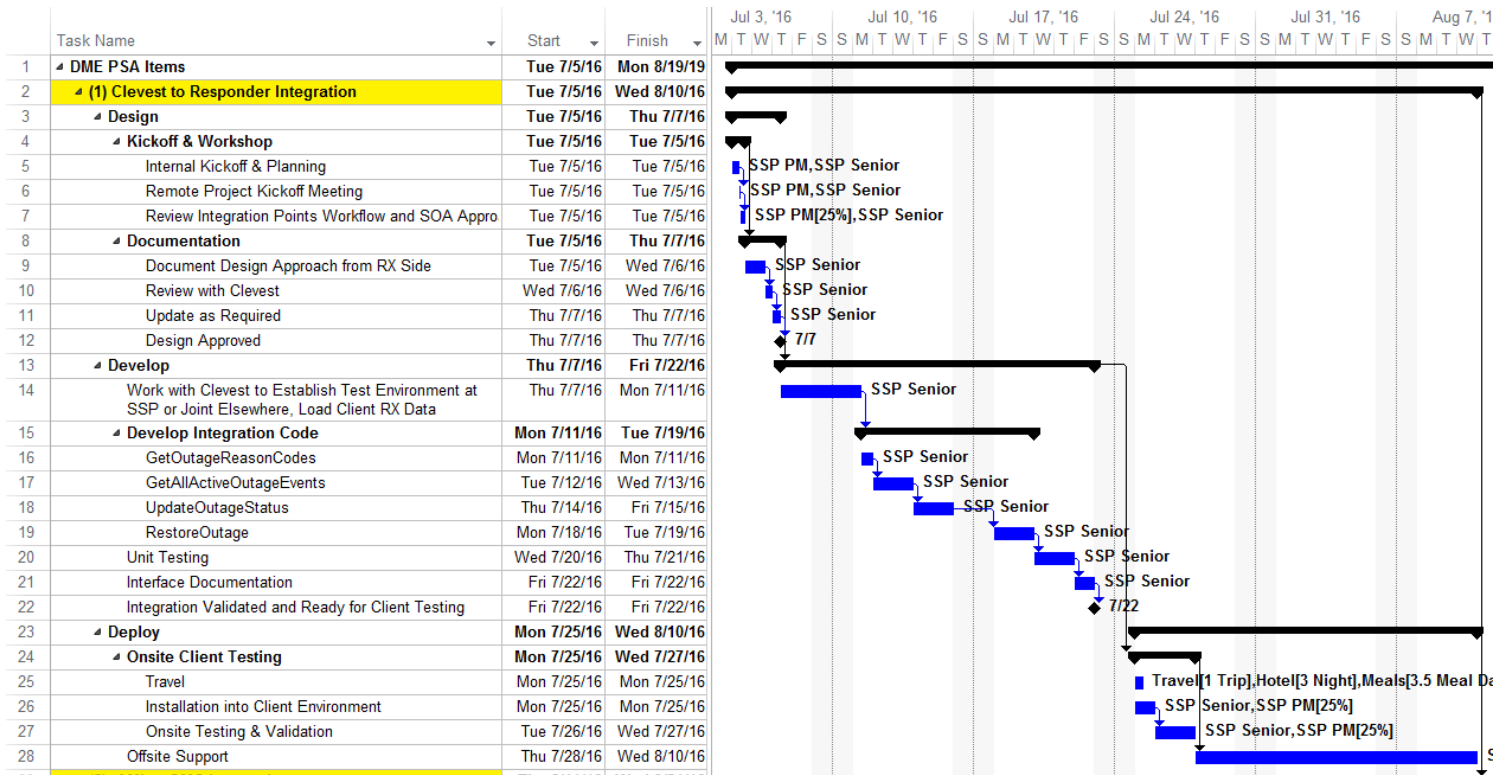 Jul 3, '16 Jul 10, '16 Jul 17, '16 Jul 24, '16 Jul 31, '16 Aug 7, '1
Task Name Start Finish M T W T F S S M T W T F S S M T W T F S S M T W T F S S M T W T F S S M T W T
1 DME PSA Items Tue 7/5/16 Mon 8/19/19
2 (1) Clevest to Responder Integration Tue 7/5/16 Wed 8/10/16
3 Design Tue 7/5/16 Thu 7/7/16
4 Kickoff & Workshop Tue 7/5/16 Tue 7/5/16
5 Internal Kickoff & Planning Tue 7/5/16 Tue 7/5/16 SSP PM,SSP Senior
6 Remote Project Kickoff Meeting Tue 7/5/16 Tue 7/5/16 SSP PM,SSP Senior
7 Review Integration Points Workflow and SOA Appro Tue 7/5/16 Tue 7/5/16 SSP PM[25%],SSP Senior
8 Documentation Tue 7/5/16 Thu 7/7/16
9 Document Design Approach from RX Side Tue 7/5/16 Wed 7/6/16 SSP Senior
10 Review with Clevest Wed 7/6/16 Wed 7/6/16 SSP Senior
11 Update as Required Thu 7/7/16 Thu 7/7/16 SSP Senior
12 Design Approved Thu 7/7/16 Thu 7/7/16 7/7
13 Develop Thu 7/7/16 Fri 7/22/16
14 Work with Clevest to Establish Test Environment at Thu 7/7/16 Mon 7/11/16 SSP Senior
SSP or Joint Elsewhere, Load Client RX Data
15 Develop Integration Code Mon 7/11/16 Tue 7/19/16
16 GetOutageReasonCodes Mon 7/11/16 Mon 7/11/16 SSP Senior
17 GetAllActiveOutageEvents Tue 7/12/16 Wed 7/13/16 SSP Senior
18 UpdateOutageStatus Thu 7/14/16 Fri 7/15/16 SSP Senior
19 RestoreOutage Mon 7/18/16 Tue 7/19/16 SSP Senior
20 Unit Testing Wed 7/20/16 Thu 7/21/16 SSP Senior
21 Interface Documentation Fri 7/22/16 Fri 7/22/16 SSP Senior
22 Integration Validated and Ready for Client Testing Fri 7/22/16 Fri 7/22/16 7/22
23 Deploy Mon 7/25/16 Wed 8/10/16
24 Onsite Client Testing Mon 7/25/16 Wed 7/27/16
25 Travel Mon 7/25/16 Mon 7/25/16 Travel[1 Trip],Hotel[3 Night],Meals[3.5 Meal Da
26 Installation into Client Environment Mon 7/25/16 Mon 7/25/16 SSP Senior,SSP PM[25%]
27 Onsite Testing & Validation Tue 7/26/16 Wed 7/27/16 SSP Senior,SSP PM[25%]
28 Offsite Support Thu 7/28/16 Wed 8/10/16 S